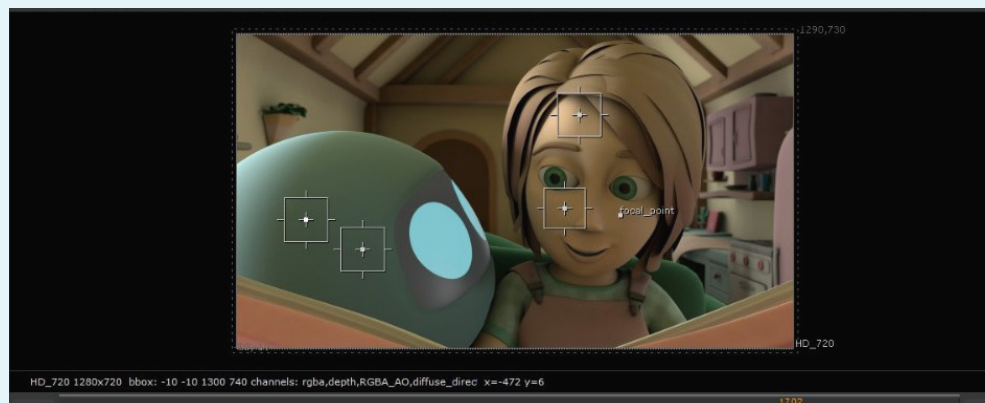 1290,730
focal_point
HD_720
HD_720 1280x720 bbox: -10 -10 1300 740 channels: rgba,depth,RGBA_AO,diffuse_direc x=-472 y=6